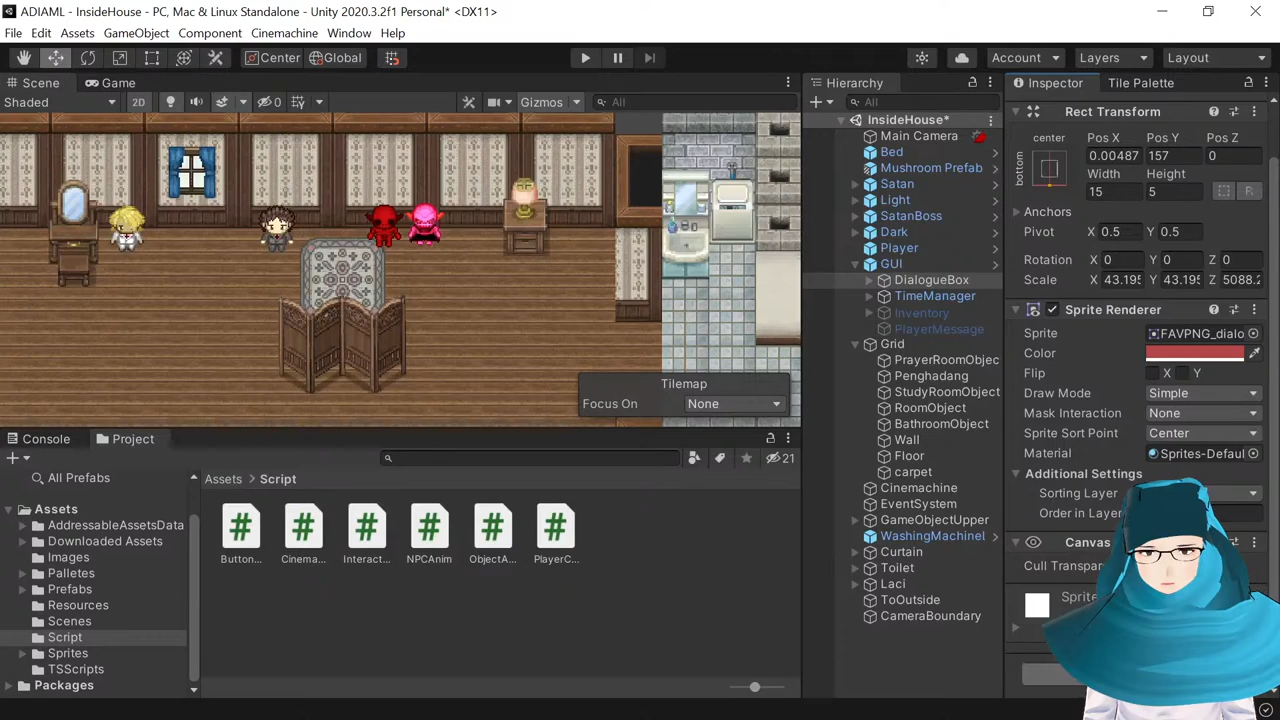 ADIAML - InsideHouse - PC, Mac & Linux Standalone - Unity 2020.3.2f1 Personal* <DX11>
File Edit Assets GameObject Component Cinemachine Window Help
Center Global Account Layers Layout
Scene Game
Shaded 2D 0 Gizmos All
Tilemap
Focus On None
Hierarchy
All
InsideHouse*
Main Camera
Bed
Mushroom Prefab
Satan
Light
SatanBoss
Dark
Player
GUI
DialogueBox
TimeManager
Inventory
PlayerMessage
Grid
PrayerRoomObjec
Penghadang
StudyRoomObject
RoomObject
BathroomObject
Wall
Floor
carpet
Cinemachine
EventSystem
GameObjectUpper
WashingMachineI
Curtain
Toilet
Laci
ToOutside
CameraBoundary
Inspector Tile Palette
Rect Transform
center Pos X Pos Y Pos Z
bottom 0.00487 157 0
Width Height
15 5 R
Anchors
Pivot X 0.5 Y 0.5
Rotation X 0 Y 0 Z 0
Scale X 43.195 Y 43.195 Z 5088.2
Sprite Renderer
Sprite FAVPNG_dialo
Color
Flip X Y
Draw Mode Simple
Mask Interaction None
Sprite Sort Point Center
Material Sprites-Defaul
Additional Settings
Sorting Layer
Order in Layer
Canvas
Cull Transpar
Sprite
Console Project
21
All Prefabs
Assets
AddressableAssetsData
Downloaded Assets
Images
Palletes
Prefabs
Resources
Scenes
Script
Sprites
TSScripts
Packages
Assets Script
Button... Cinema... Interact... NPCAnim ObjectA... PlayerC...